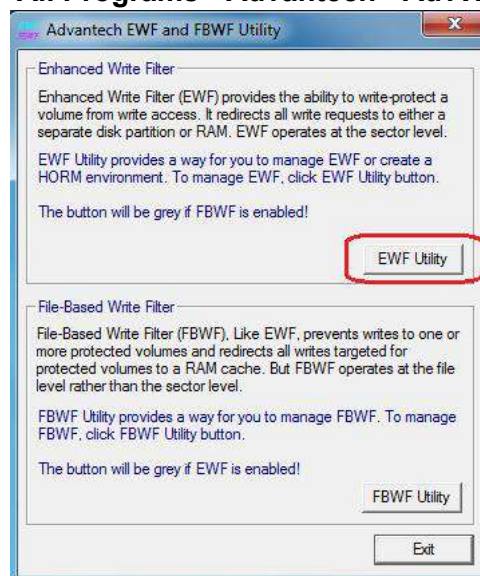 Advantech EWF and FBWF Utility
Enhanced Write Filter
Enhanced Write Filter (EWF) provides the ability to write-protect a
volume from write access. It redirects all write requests to either a
separate disk partition or RAM. EWF operates at the sector level.
EWF Utility provides a way for you to manage EWF or create a
HORM environment. To manage EWF, click EWF Utility button.
The button will be grey if FBWF is enabled!
EWF Utility
File-Based Write Filter
File-Based Write Filter (FBWF), Like EWF, prevents writes to one or
more protected volumes and redirects all writes targeted for
protected volumes to a RAM cache. But FBWF operates at the file
level rather than the sector level.
FBWF Utility provides a way for you to manage FBWF. To manage
FBWF, click FBWF Utility button.
The button will be grey if EWF is enabled!
FBWF Utility
Exit